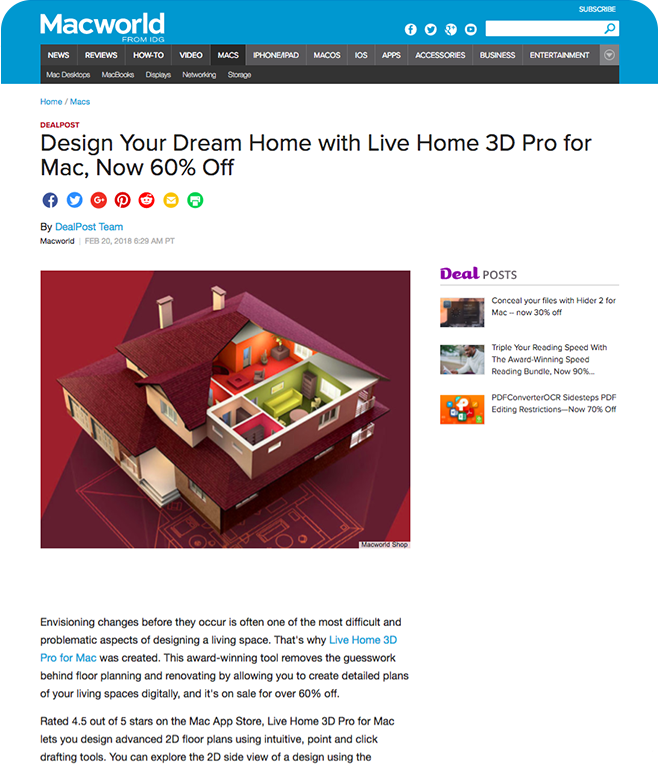 SUBSCRIBE
Macworld
FROM IDG
NEWS REVIEWS HOW-TO VIDEO MACS IPHONE/IPAD MACOS IOS APPS ACCESSORIES BUSINESS ENTERTAINMENT
Mac Desktops MacBooks Displays Networking Storage
Home / Macs
DEALPOST
Design Your Dream Home with Live Home 3D Pro for
Mac, Now 60% Off
By DealPost Team
Macworld | FEB 20, 2018 6:29 AM PT
Macworld Shop
Deal POSTS
Conceal your files with Hider 2 for
Mac -- now 30% off
Triple Your Reading Speed With
The Award-Winning Speed
Reading Bundle, Now 90%...
PDFConverterOCR Sidesteps PDF
Editing Restrictions—Now 70% Off
Envisioning changes before they occur is often one of the most difficult and
problematic aspects of designing a living space. That's why Live Home 3D
Pro for Mac was created. This award-winning tool removes the guesswork
behind floor planning and renovating by allowing you to create detailed plans
of your living spaces digitally, and it's on sale for over 60% off.
Rated 4.5 out of 5 stars on the Mac App Store, Live Home 3D Pro for Mac
lets you design advanced 2D floor plans using intuitive, point and click
drafting tools. You can explore the 2D side view of a design using the